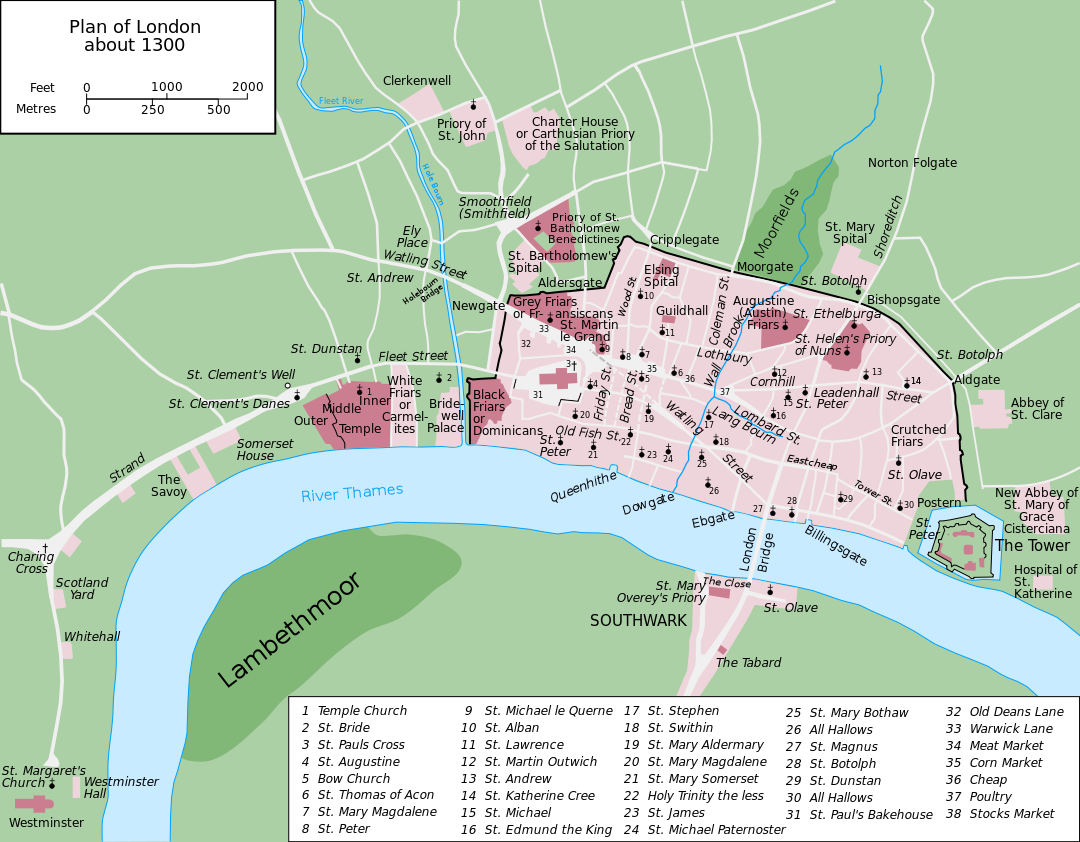 Plan of London
about 1300
Feet 0 1000 2000
Metres 0 250 500
Fleet River
Clerkenwell
Priory of
St. John
Charter House
or Carthusian Priory
of the Salutation
Hole Bourn
Norton Folgate
Smoothfield
(Smithfield)
Priory of St.
Batholomew
Benedictines
Moorfields
Shoreditch
St. Mary
Spital
Ely
Place
Watling Street
St. Andrew
Holebourn
Bridge
St. Bartholomew's
Spital
Cripplegate
Moorgate
St. Botolph
Bishopsgate
Aldersgate
Newgate
Elsing
Spital
Wood St.
10
Guildhall
11
Coleman St.
Wall Brook
Augustine
(Austin)
Friars
St. Ethelburga
St. Helen's Priory
of Nuns
Grey Friars
or Fr- ansiscans
33
St. Martin
le Grand
32
34
9
8
7
3
35
5
6
36
Lothbury
12
Cornhill
13
14
St. Botolph
Aldgate
St. Dunstan
Fleet Street
St. Clement's Well
St. Clement's Danes
1
Inner
Middle
Outer
Temple
White
Friars
or
Carmel-
ites
2
Bride-
well
Palace
Black
Friars
or
Dominicans
31
4
Friday St.
Bread St.
37
15
St. Peter
Leadenhall
Street
Abbey of
St. Clare
20
19
Watling
Street
17
Lombard St.
16
Lang Bourn
18
Crutched
Friars
Old Fish St.
22
St.
Peter
21
23
24
25
26
Eastcheap
Tower St.
St. Olave
29
30
28
27
Postern
St.
Peter
New Abbey of
St. Mary of
Grace
Cisterciana
The Tower
Hospital of
St.
Katherine
Somerset
House
Strand
The
Savoy
River Thames
Queenhithe
Dowgate
Ebgate
London
Bridge
Billingsgate
Charing
Cross
Scotland
Yard
Whitehall
Lambethmoor
St. Mary
Overey's Priory
The Close
St. Olave
SOUTHWARK
The Tabard
St. Margaret's
Church
Westminster
Hall
Westminster
1 Temple Church
2 St. Bride
3 St. Pauls Cross
4 St. Augustine
5 Bow Church
6 St. Thomas of Acon
7 St. Mary Magdalene
8 St. Peter
9 St. Michael le Querne
10 St. Alban
11 St. Lawrence
12 St. Martin Outwich
13 St. Andrew
14 St. Katherine Cree
15 St. Michael
16 St. Edmund the King
17 St. Stephen
18 St. Swithin
19 St. Mary Aldermary
20 St. Mary Magdalene
21 St. Mary Somerset
22 Holy Trinity the less
23 St. James
24 St. Michael Paternoster
25 St. Mary Bothaw
26 All Hallows
27 St. Magnus
28 St. Botolph
29 St. Dunstan
30 All Hallows
31 St. Paul's Bakehouse
32 Old Deans Lane
33 Warwick Lane
34 Meat Market
35 Corn Market
36 Cheap
37 Poultry
38 Stocks Market